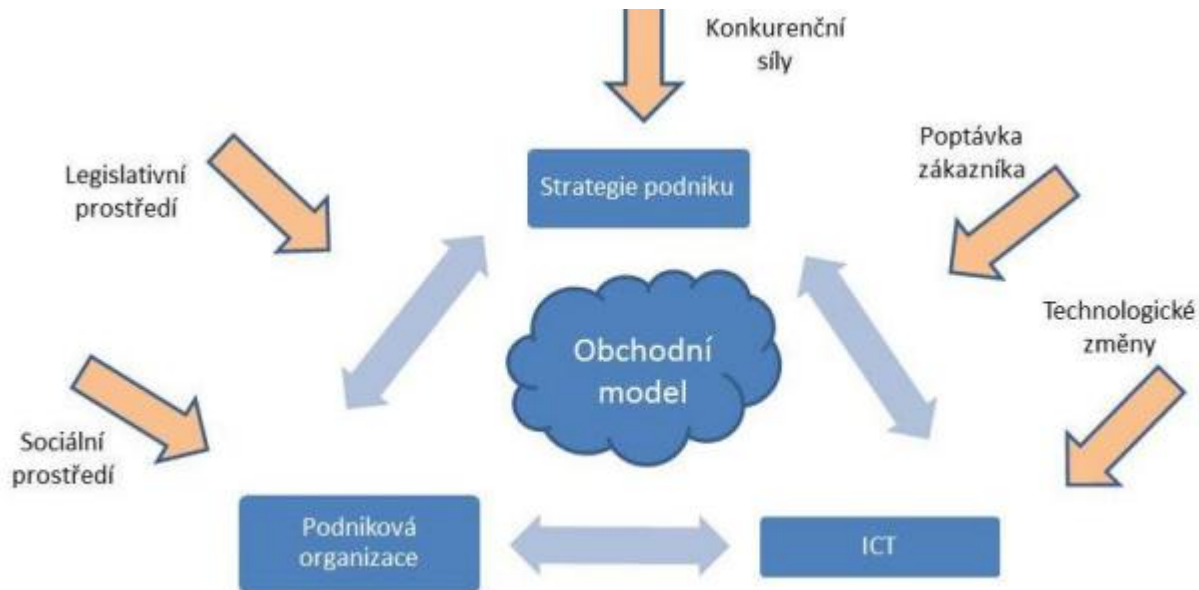 Konkurenční
síly
Legislativní
prostředí
Strategie podniku
Poptávka
zákazníka
Obchodní
model
Technologické
změny
Sociální
prostředí
Podniková
organizace
ICT